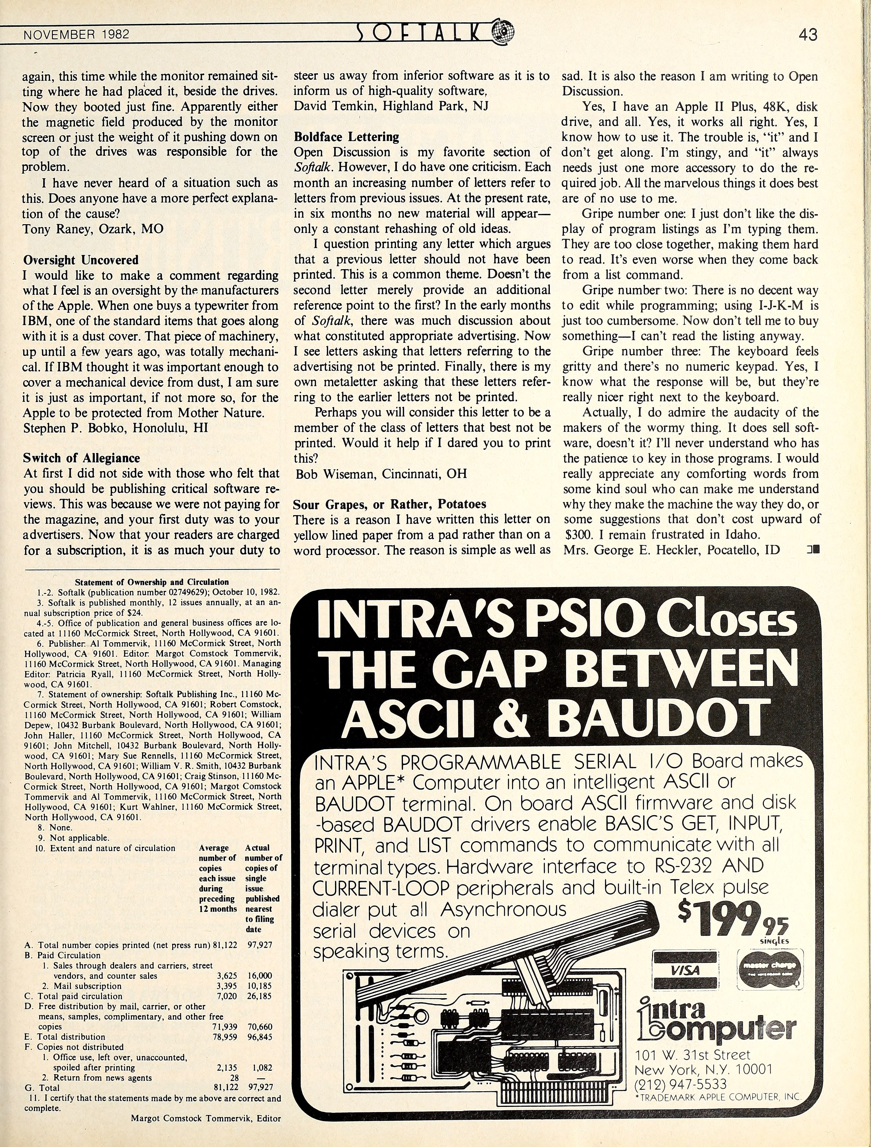 NOVEMBER 1982
SOFTALK
43
again, this time while the monitor remained sit-
ting where he had placed it, beside the drives.
Now they booted just fine. Apparently either
the magnetic field produced by the monitor
screen or just the weight of it pushing down on
top of the drives was responsible for the
problem.
I have never heard of a situation such as
this. Does anyone have a more perfect explana-
tion of the cause?
Tony Raney, Ozark, MO
Oversight Uncovered
I would like to make a comment regarding
what I feel is an oversight by the manufacturers
of the Apple. When one buys a typewriter from
IBM, one of the standard items that goes along
with it is a dust cover. That piece of machinery,
up until a few years ago, was totally mechani-
cal. If IBM thought it was important enough to
cover a mechanical device from dust, I am sure
it is just as important, if not more so, for the
Apple to be protected from Mother Nature.
Stephen P. Bobko, Honolulu, HI
Switch of Allegiance
At first I did not side with those who felt that
you should be publishing critical software re-
views. This was because we were not paying for
the magazine, and your first duty was to your
advertisers. Now that your readers are charged
for a subscription, it is as much your duty to
steer us away from inferior software as it is to
inform us of high-quality software.
David Temkin, Highland Park, NJ
Boldface Lettering
Open Discussion is my favorite section of
Softalk. However, I do have one criticism. Each
month an increasing number of letters refer to
letters from previous issues. At the present rate,
in six months no new material will appear—
only a constant rehashing of old ideas.
I question printing any letter which argues
that a previous letter should not have been
printed. This is a common theme. Doesn't the
second letter merely provide an additional
reference point to the first? In the early months
of Softalk, there was much discussion about
what constituted appropriate advertising. Now
I see letters asking that letters referring to the
advertising not be printed. Finally, there is my
own metaletter asking that these letters refer-
ring to the earlier letters not be printed.
Perhaps you will consider this letter to be a
member of the class of letters that best not be
printed. Would it help if I dared you to print
this?
Bob Wiseman, Cincinnati, OH
Sour Grapes, or Rather, Potatoes
There is a reason I have written this letter on
yellow lined paper from a pad rather than on a
word processor. The reason is simple as well as
sad. It is also the reason I am writing to Open
Discussion.
Yes, I have an Apple II Plus, 48K, disk
drive, and all. Yes, it works all right. Yes, I
know how to use it. The trouble is, "it" and I
don't get along. I'm stingy, and "it" always
needs just one more accessory to do the re-
quired job. All the marvelous things it does best
are of no use to me.
Gripe number one: I just don't like the dis-
play of program listings as I'm typing them.
They are too close together, making them hard
to read. It's even worse when they come back
from a list command.
Gripe number two: There is no decent way
to edit while programming; using I-J-K-M is
just too cumbersome. Now don't tell me to buy
something—I can't read the listing anyway.
Gripe number three: The keyboard feels
gritty and there's no numeric keypad. Yes, I
know what the response will be, but they're
really nicer right next to the keyboard.
Actually, I do admire the audacity of the
makers of the wormy thing. It does sell soft-
ware, doesn't it? I'll never understand who has
the patience to key in those programs. I would
really appreciate any comforting words from
some kind soul who can make me understand
why they make the machine the way they do, or
some suggestions that don't cost upward of
$300. I remain frustrated in Idaho.
Mrs. George E. Heckler, Pocatello, ID
Statement of Ownership and Circulation
1.-2. Softalk (publication number 02749629); October 10, 1982.
3. Softalk is published monthly, 12 issues annually, at an an-
nual subscription price of $24.
4.-5. Office of publication and general business offices are lo-
cated at 11160 McCormick Street, North Hollywood, CA 91601.
6. Publisher: Al Tommervik, 11160 McCormick Street, North
Hollywood, CA 91601. Editor: Margot Comstock Tommervik,
11160 McCormick Street, North Hollywood, CA 91601. Managing
Editor: Patricia Ryall, 11160 McCormick Street, North Holly-
wood, CA 91601.
7. Statement of ownership: Softalk Publishing Inc., 11160 Mc-
Cormick Street, North Hollywood, CA 91601; Robert Comstock,
11160 McCormick Street, North Hollywood, CA 91601; William
Depew, 10432 Burbank Boulevard, North Hollywood, CA 91601;
John Haller, 11160 McCormick Street, North Hollywood, CA
91601; John Mitchell, 10432 Burbank Boulevard, North Holly-
wood, CA 91601; Mary Sue Rennells, 11160 McCormick Street,
North Hollywood, CA 91601; William V. R. Smith, 10432 Burbank
Boulevard, North Hollywood, CA 91601; Craig Stinson, 11160 Mc-
Cormick Street, North Hollywood, CA 91601; Margot Comstock
Tommervik and Al Tommervik, 11160 McCormick Street, North
Hollywood, CA 91601; Kurt Wahlner, 11160 McCormick Street,
North Hollywood, CA 91601.
8. None.
9. Not applicable.
10. Extent and nature of circulation Average Actual
number of number of
copies copies of
each issue single
during issue
preceding published
12 months nearest
to filing
date
A. Total number copies printed (net press run) 81,122 97,927
B. Paid Circulation
1. Sales through dealers and carriers, street
vendors, and counter sales 3,625 16,000
2. Mail subscription 3,395 10,185
C. Total paid circulation 7,020 26,185
D. Free distribution by mail, carrier, or other
means, samples, complimentary, and other free
copies 71,939 70,660
E. Total distribution 78,959 96,845
F. Copies not distributed
1. Office use, left over, unaccounted,
spoiled after printing 2,135 1,082
2. Return from news agents 28 —
G. Total 81,122 97,927
11. I certify that the statements made by me above are correct and
complete.
Margot Comstock Tommervik, Editor
INTRA'S PSIO Closes
THE GAP BETWEEN
ASCII & BAUDOT
INTRA'S PROGRAMMABLE SERIAL I/O Board makes
an APPLE* Computer into an intelligent ASCII or
BAUDOT terminal. On board ASCII firmware and disk
-based BAUDOT drivers enable BASIC'S GET, INPUT,
PRINT, and LIST commands to communicate with all
terminal types. Hardware interface to RS-232 AND
CURRENT-LOOP peripherals and built-in Telex pulse
dialer put all Asynchronous
serial devices on
speaking terms.
$199 95
SINGLES
VISA
master charge
THE INTERBANK CARD
Intra
Computer
101 W. 31st Street
New York, N.Y. 10001
(212) 947-5533
*TRADEMARK APPLE COMPUTER, INC.